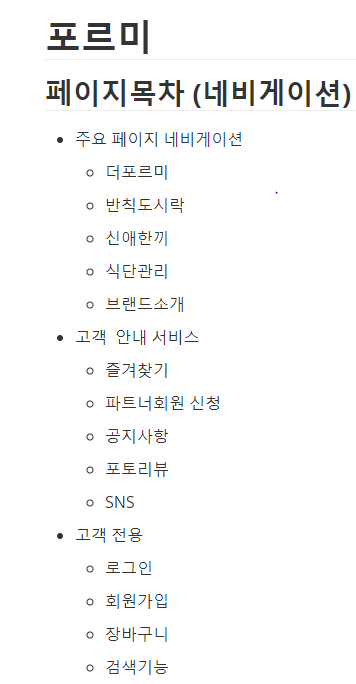 포르미
페이지목차 (네비게이션)
주요 페이지 네비게이션
더포르미
반칙도시락
신애한끼
식단관리
브랜드소개
고객 안내 서비스
즐겨찾기
파트너회원 신청
공지사항
포토리뷰
SNS
고객 전용
로그인
회원가입
장바구니
검색기능